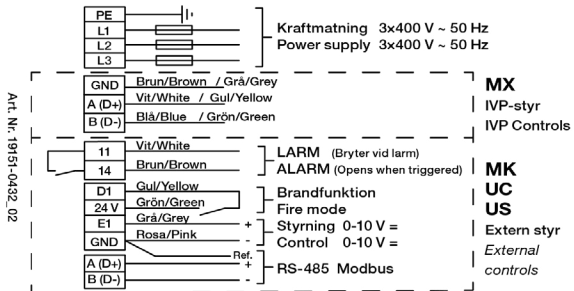 PE
L1
L2
L3
Kraftmatning 3×400 V ~ 50 Hz
Power supply 3×400 V ~ 50 Hz
GND Brun/Brown / Grå/Grey
A (D+) Vit/White / Gul/Yellow
B (D-) Blå/Blue / Grön/Green
MX
IVP-styr
IVP Controls
Art. Nr. 19151-0432_02
11 Vit/White
14 Brun/Brown
LARM (Bryter vid larm)
ALARM (Opens when triggered)
D1 Gul/Yellow
24 V Grön/Green
Brandfunktion
Fire mode
E1 Grå/Grey +
GND Rosa/Pink -
Styrning 0-10 V =
Control 0-10 V =
Ref.
A (D+) +
B (D-) -
RS-485 Modbus
MK
UC
US
Extern styr
External
controls